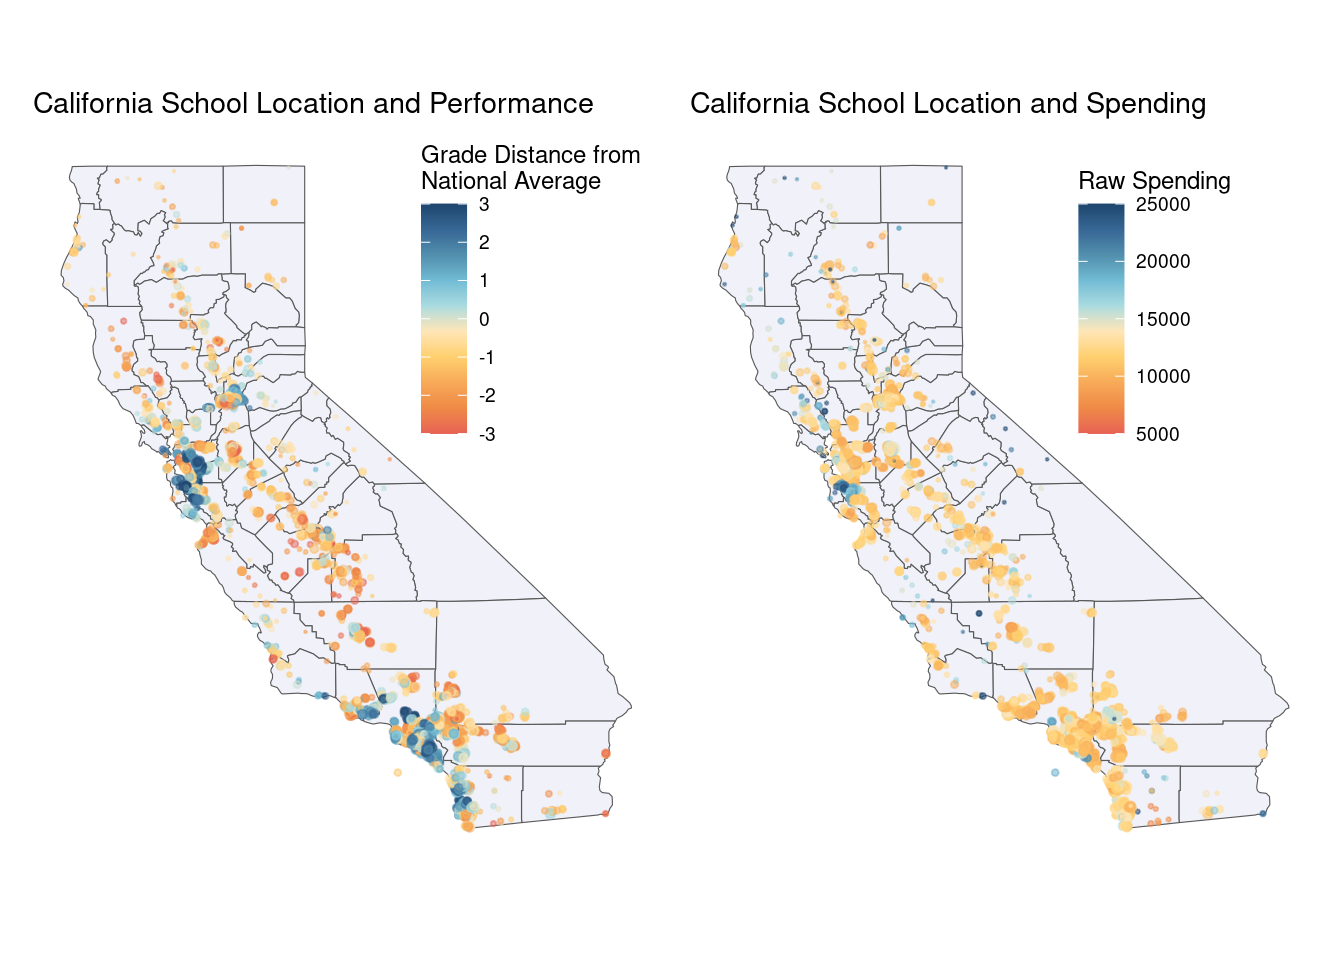 California School Location and Performance
Grade Distance from
National Average
3
2
1
0
-1
-2
-3
California School Location and Spending
Raw Spending
25000
20000
15000
10000
5000